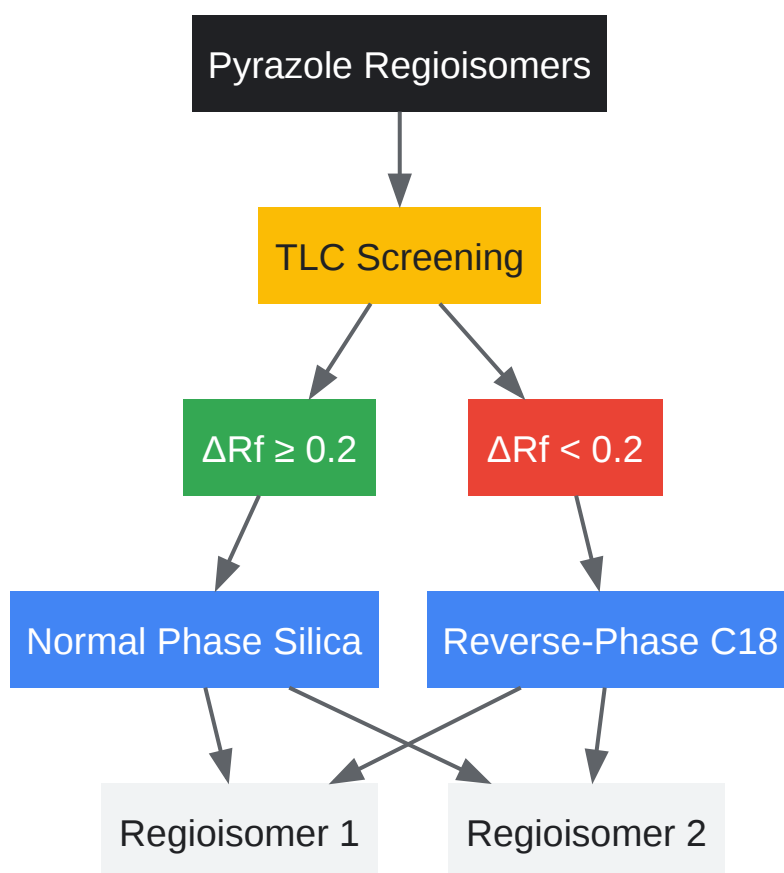 Pyrazole Regioisomers
TLC Screening
ΔRf ≥ 0.2
ΔRf < 0.2
Normal Phase Silica
Reverse-Phase C18
Regioisomer 1
Regioisomer 2